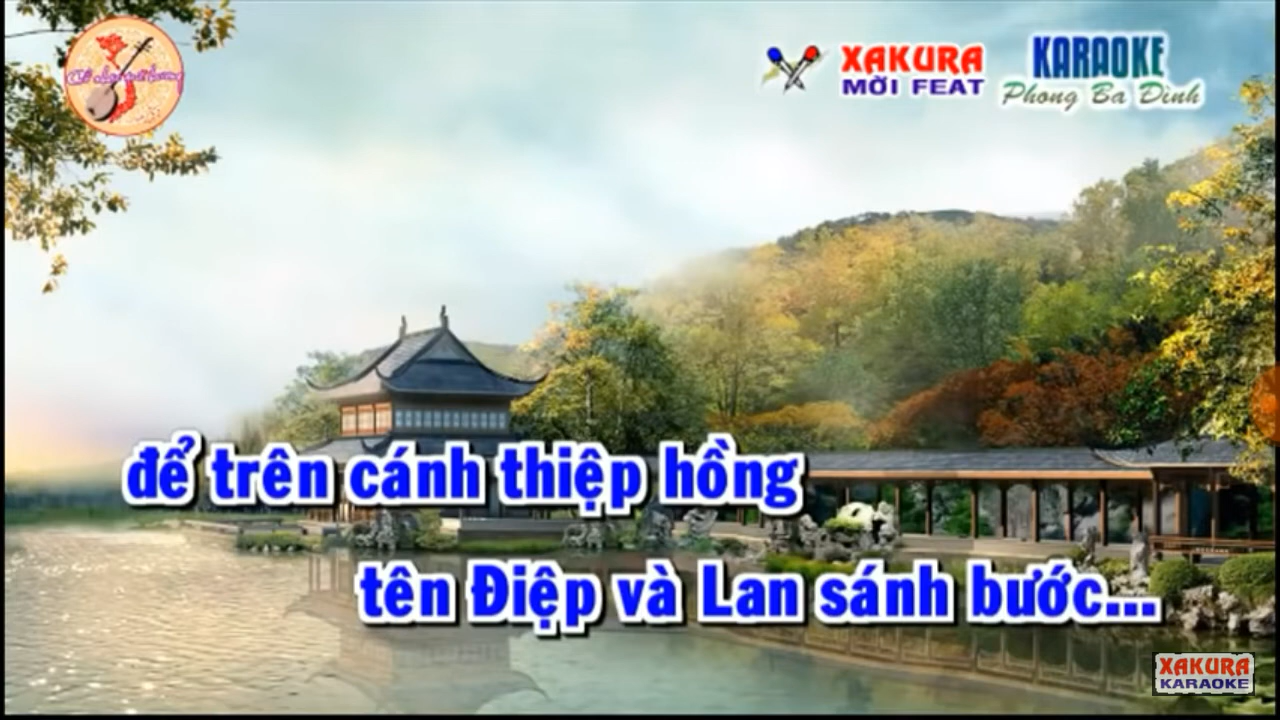 XAKURA
MỜI FEAT
KARAOKE
Phong Ba Đình
để trên cánh thiệp hồng
tên Điệp và Lan sánh bước...
XAKURA
KARAOKE